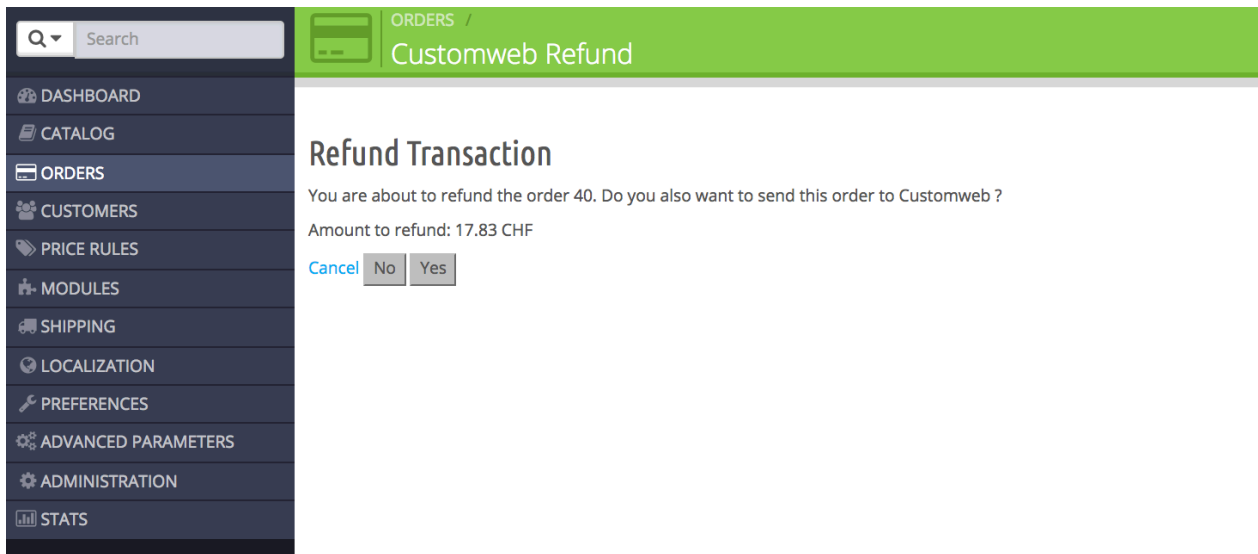 Search
DASHBOARD
CATALOG
ORDERS
CUSTOMERS
PRICE RULES
MODULES
SHIPPING
LOCALIZATION
PREFERENCES
ADVANCED PARAMETERS
ADMINISTRATION
STATS
ORDERS /
Customweb Refund
Refund Transaction
You are about to refund the order 40. Do you also want to send this order to Customweb ?
Amount to refund: 17.83 CHF
Cancel No Yes